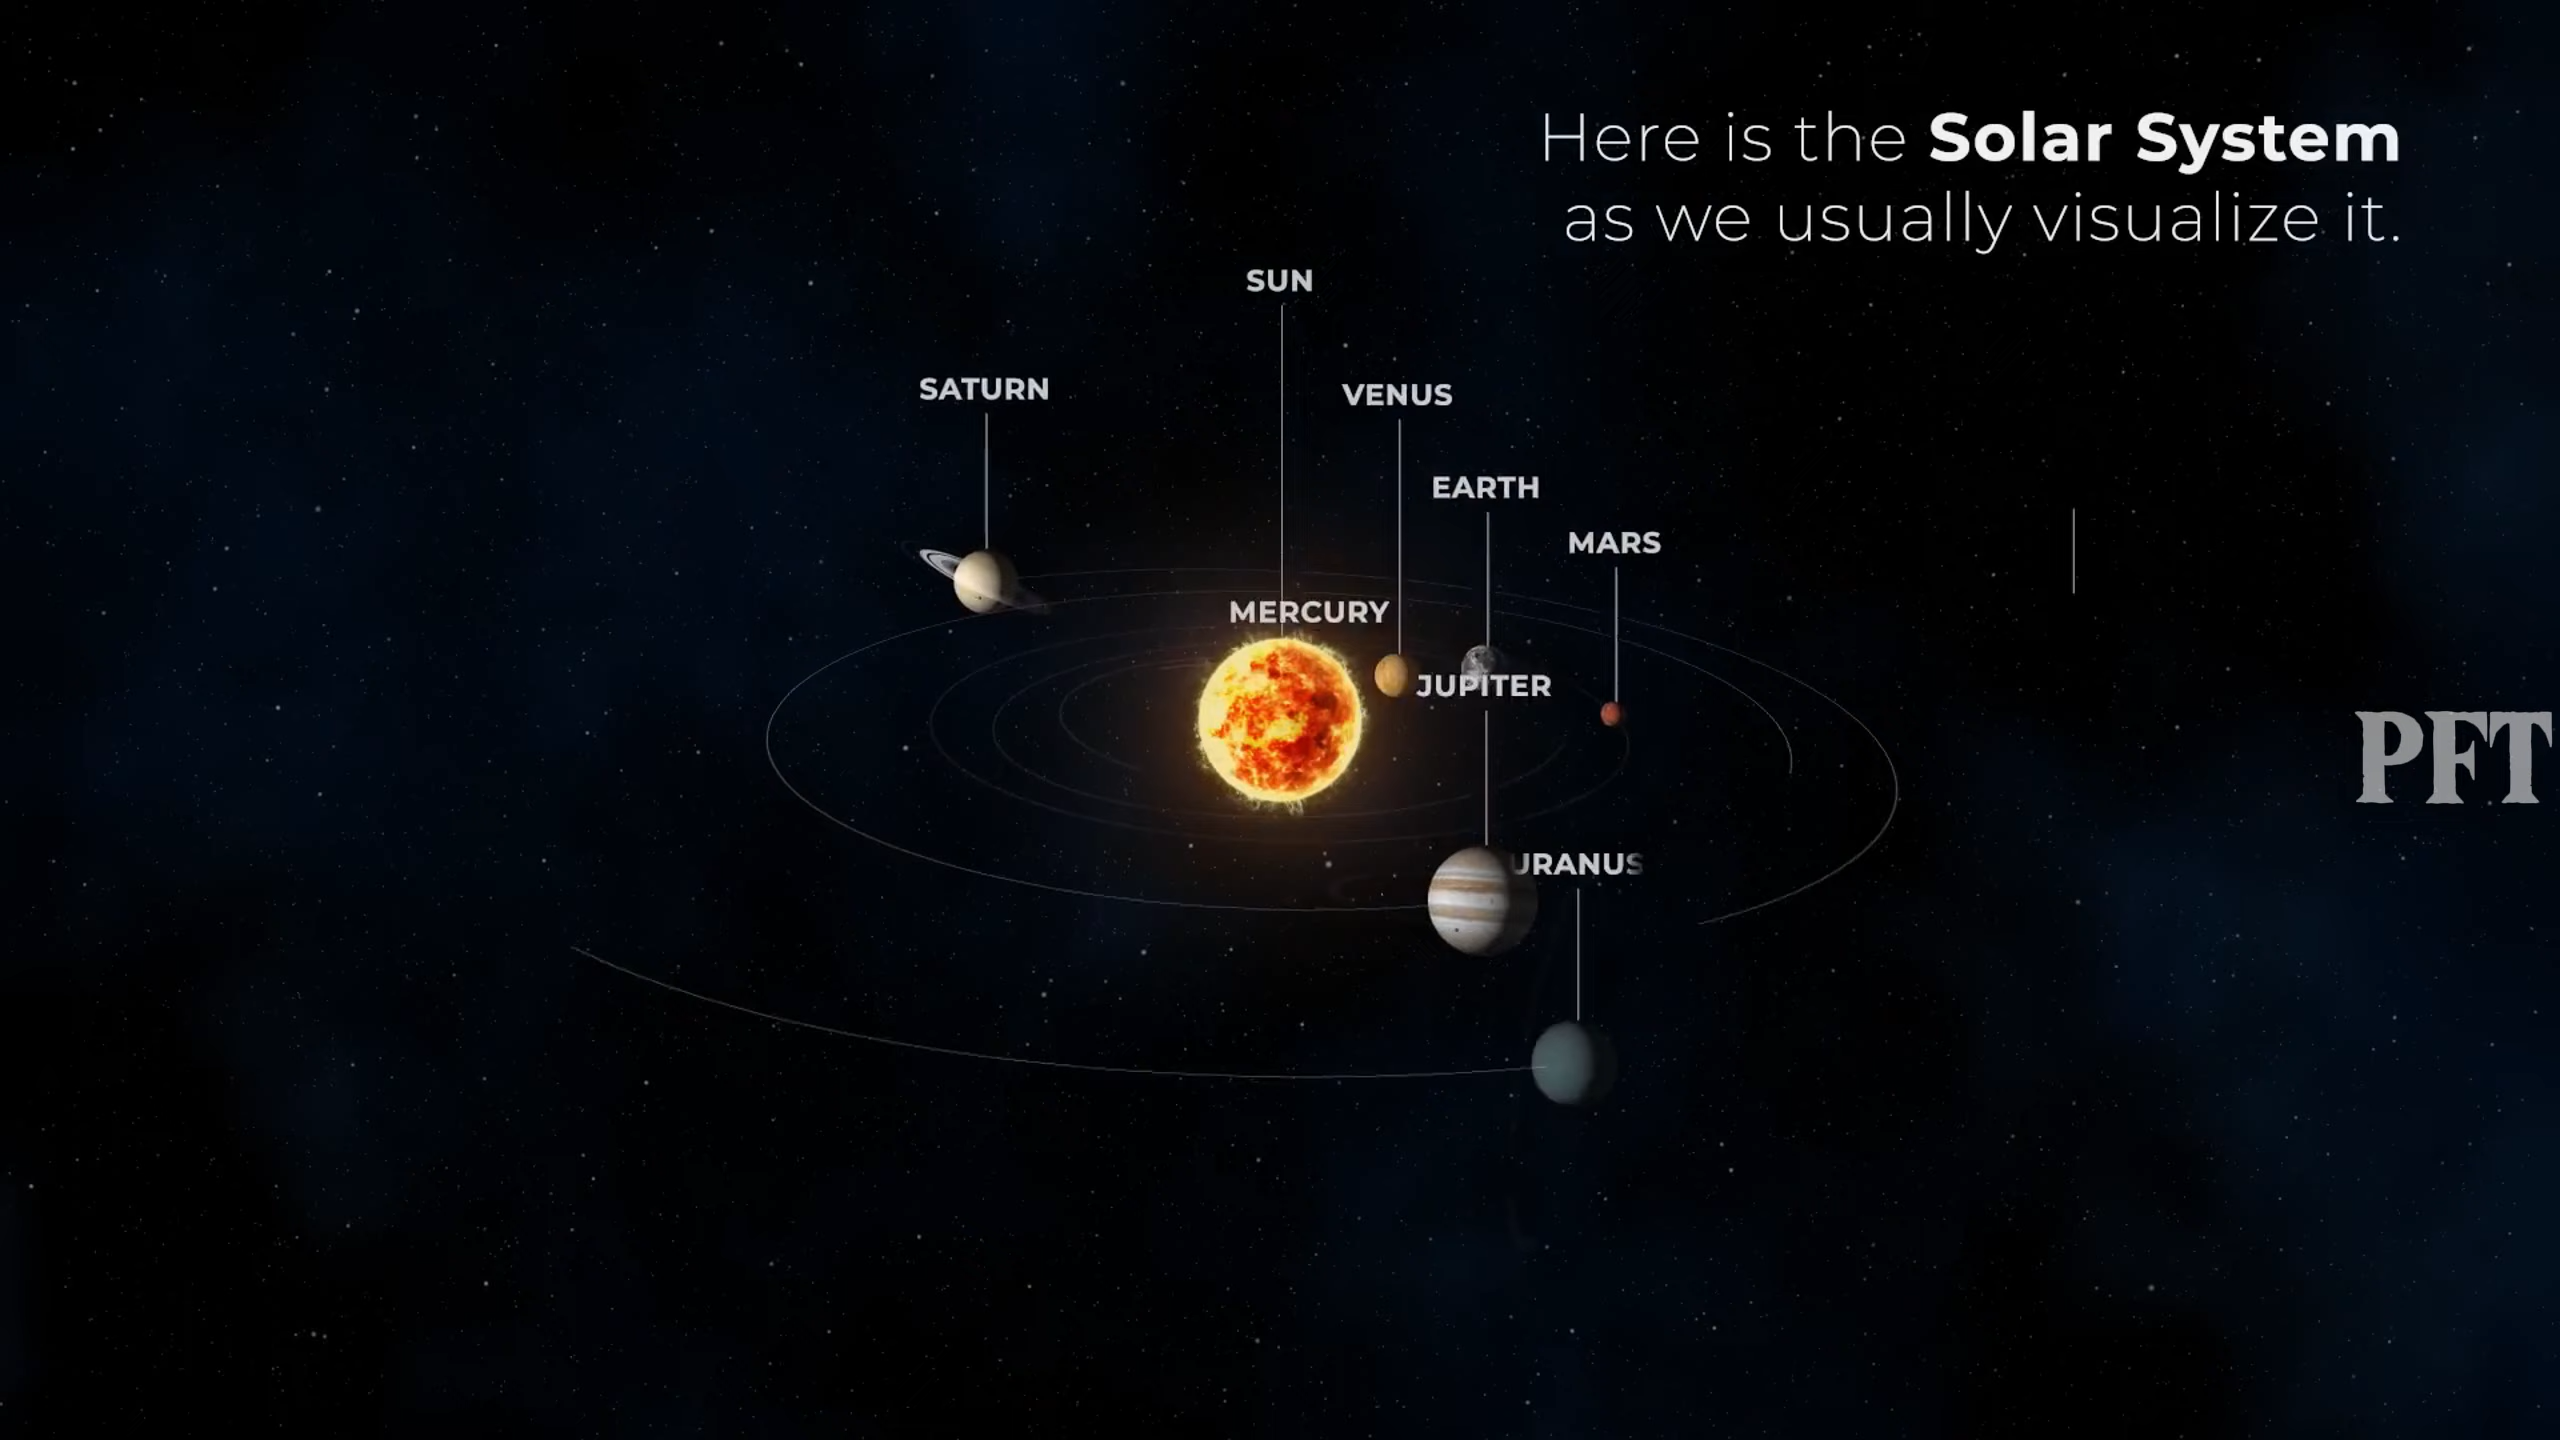 Here is the Solar System
as we usually visualize it.
SUN
SATURN
VENUS
EARTH
MARS
MERCURY
JUPITER
PFT
URANUS